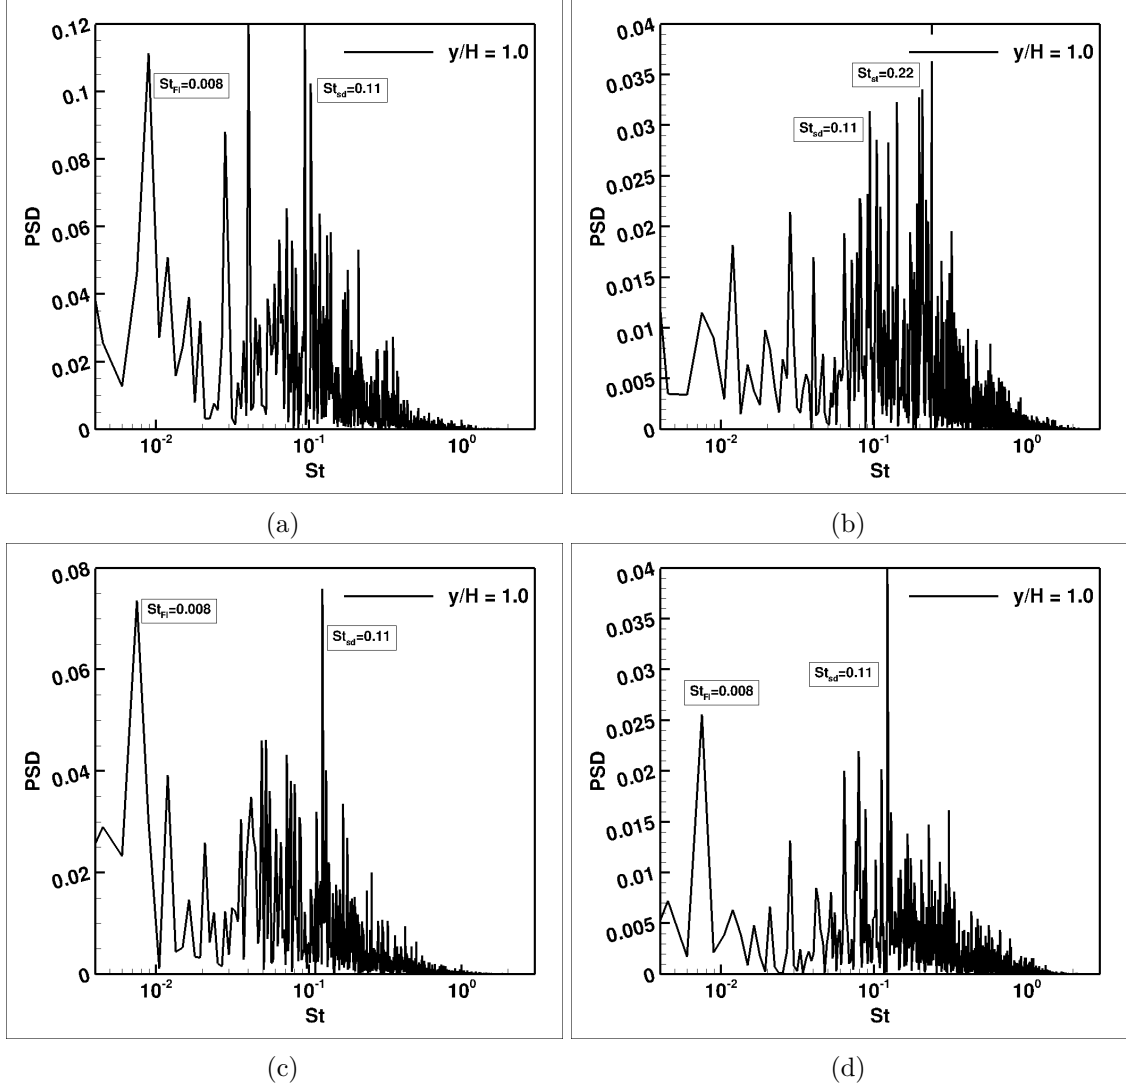 0.12
0.1
0.08
0.06
0.04
0.02
0
PSD
y/H = 1.0
St_Fl=0.008
St_sd=0.11
10^-2
10^-1
10^0
St
(a)
0.04
0.035
0.03
0.025
0.02
0.015
0.01
0.005
0
PSD
y/H = 1.0
St_st=0.22
St_sd=0.11
10^-2
10^-1
10^0
St
(b)
0.08
0.06
0.04
0.02
0
PSD
y/H = 1.0
St_Fl=0.008
St_sd=0.11
10^-2
10^-1
10^0
St
(c)
0.04
0.035
0.03
0.025
0.02
0.015
0.01
0.005
0
PSD
y/H = 1.0
St_sd=0.11
St_Fl=0.008
10^-2
10^-1
10^0
St
(d)